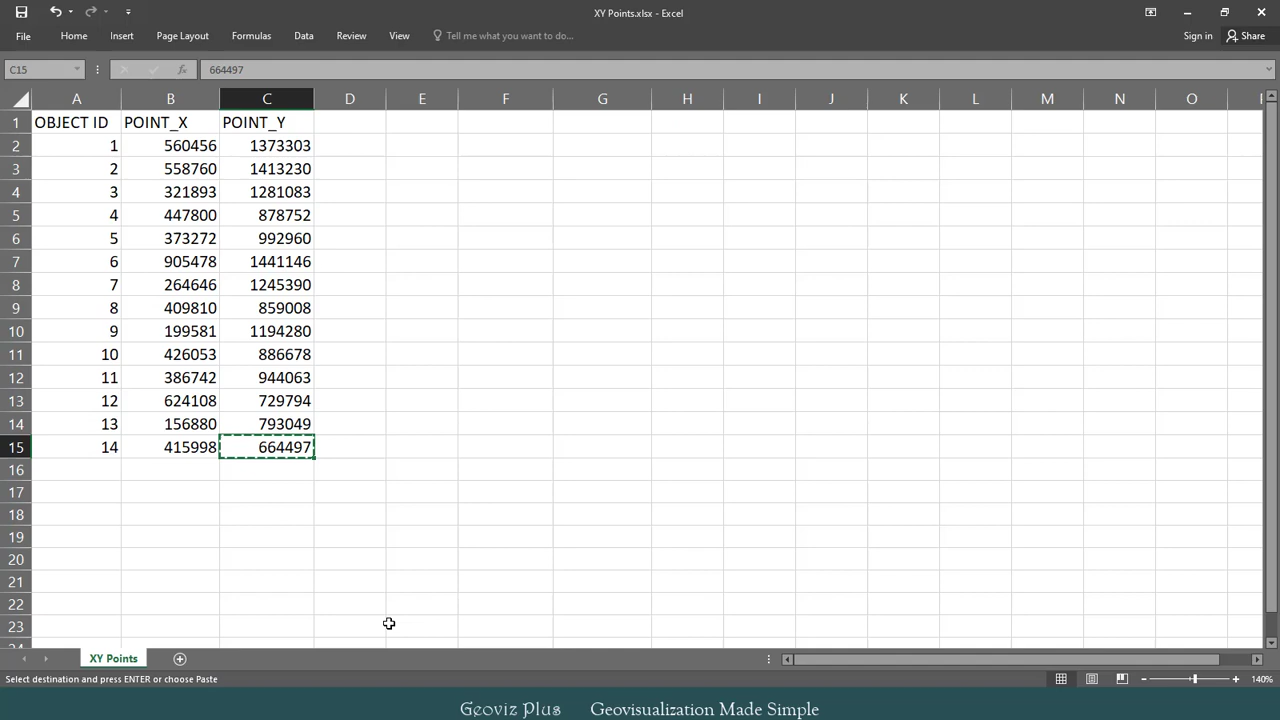 XY Points.xlsx - Excel
File Home Insert Page Layout Formulas Data Review View Tell me what you want to do... Sign in Share
C15 fx 664497
A B C D E F G H I J K L M N O
1 OBJECT ID POINT_X POINT_Y
2 1 560456 1373303
3 2 558760 1413230
4 3 321893 1281083
5 4 447800 878752
6 5 373272 992960
7 6 905478 1441146
8 7 264646 1245390
9 8 409810 859008
10 9 199581 1194280
11 10 426053 886678
12 11 386742 944063
13 12 624108 729794
14 13 156880 793049
15 14 415998 664497
16
17
18
19
20
21
22
23
24
XY Points
Select destination and press ENTER or choose Paste 140%
Geoviz Plus Geovisualization Made Simple